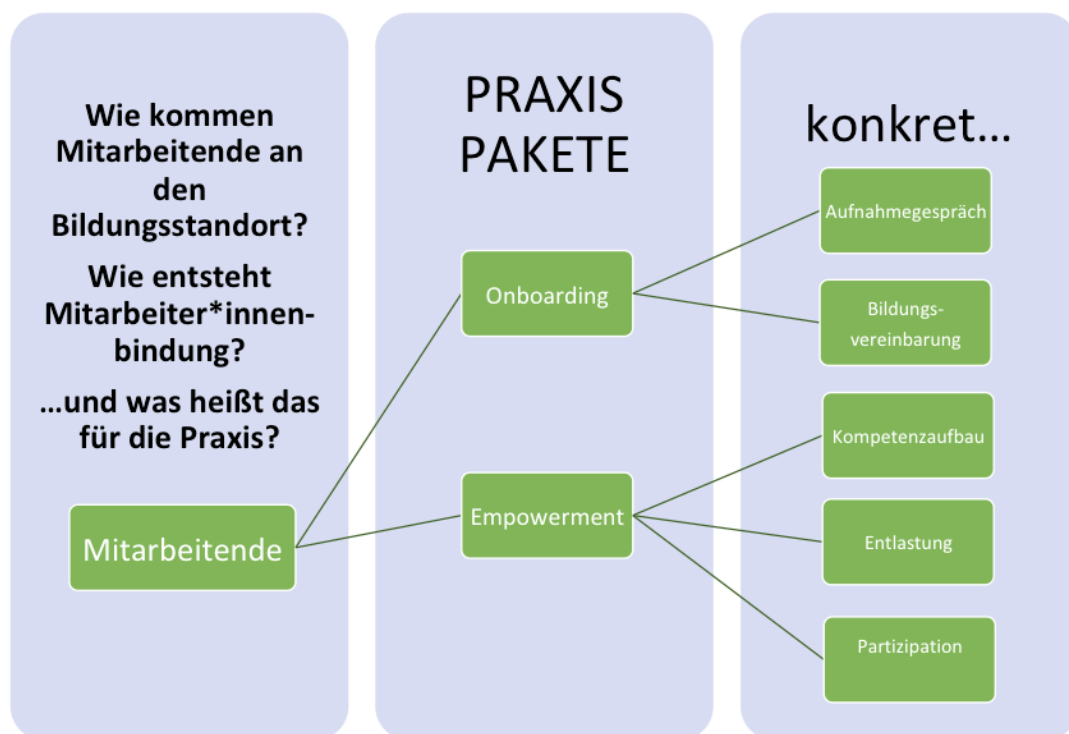 Wie kommen
Mitarbeitende an
den
Bildungsstandort?
Wie entsteht
Mitarbeiter*innen-
bindung?
…und was heißt das
für die Praxis?
Mitarbeitende
PRAXIS
PAKETE
Onboarding
Empowerment
konkret…
Aufnahmegespräch
Bildungs-
vereinbarung
Kompetenzaufbau
Entlastung
Partizipation